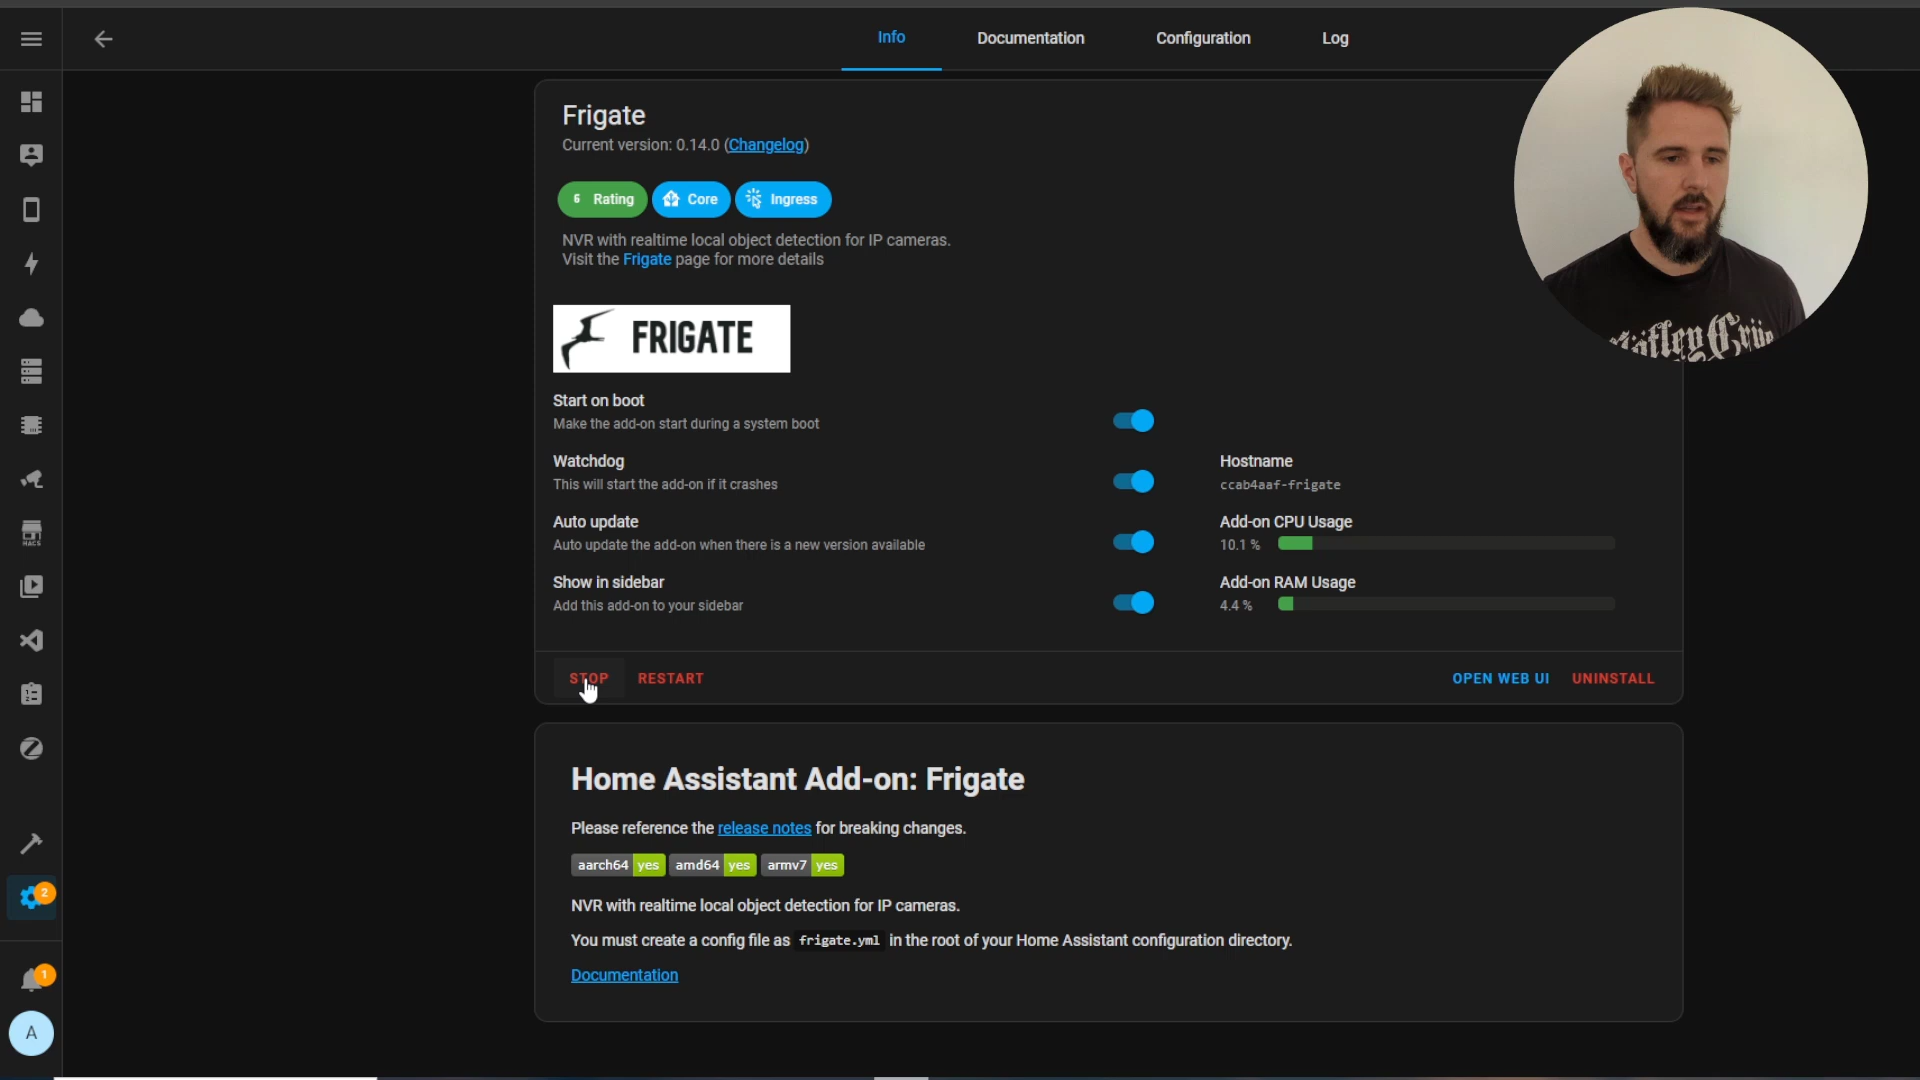 Info
Documentation
Configuration
Log
Frigate
Current version: 0.14.0 (Changelog)
6 Rating
Core
Ingress
NVR with realtime local object detection for IP cameras.
Visit the Frigate page for more details
FRIGATE
Start on boot
Make the add-on start during a system boot
Watchdog
This will start the add-on if it crashes
Hostname
ccab4aaf-frigate
Auto update
Auto update the add-on when there is a new version available
Add-on CPU Usage
10.1 %
Show in sidebar
Add this add-on to your sidebar
Add-on RAM Usage
4.4 %
STOP
RESTART
OPEN WEB UI
UNINSTALL
Home Assistant Add-on: Frigate
Please reference the release notes for breaking changes.
aarch64 yes amd64 yes armv7 yes
NVR with realtime local object detection for IP cameras.
You must create a config file as frigate.yml in the root of your Home Assistant configuration directory.
Documentation
HACS
2
1
A
Mötley Crüe